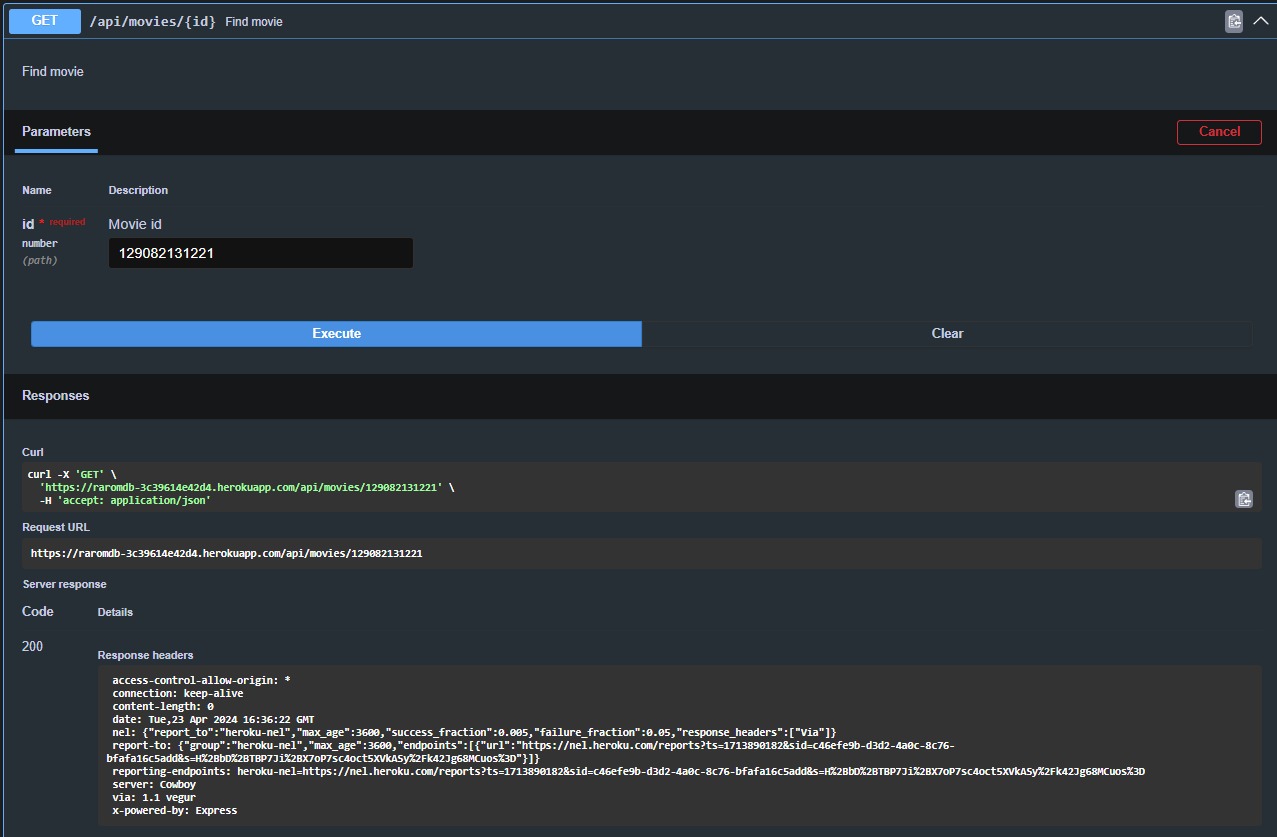 GET /api/movies/{id} Find movie
Find movie
Parameters
Cancel
Name Description
id * required Movie id
number 129082131221
(path)
Execute Clear
Responses
Curl
curl -X 'GET' \
'https://raromdb-3c39614e42d4.herokuapp.com/api/movies/129082131221' \
-H 'accept: application/json'
Request URL
https://raromdb-3c39614e42d4.herokuapp.com/api/movies/129082131221
Server response
Code Details
200
Response headers
access-control-allow-origin: *
connection: keep-alive
content-length: 0
date: Tue,23 Apr 2024 16:36:22 GMT
nel: {"report_to":"heroku-nel","max_age":3600,"success_fraction":0.005,"failure_fraction":0.05,"response_headers":["Via"]}
report-to: {"group":"heroku-nel","max_age":3600,"endpoints":[{"url":"https://nel.heroku.com/reports?ts=1713890182&sid=c46efe9b-d3d2-4a0c-8c76-
bfafa16c5add&s=H%2BbD%2BTBP7Ji%2BX7oP7sc4oct5XVkA5y%2Fk42Jg68MCuos%3D"}]}
reporting-endpoints: heroku-nel=https://nel.heroku.com/reports?ts=1713890182&sid=c46efe9b-d3d2-4a0c-8c76-bfafa16c5add&s=H%2BbD%2BTBP7Ji%2BX7oP7sc4oct5XVkA5y%2Fk42Jg68MCuos%3D
server: Cowboy
via: 1.1 vegur
x-powered-by: Express